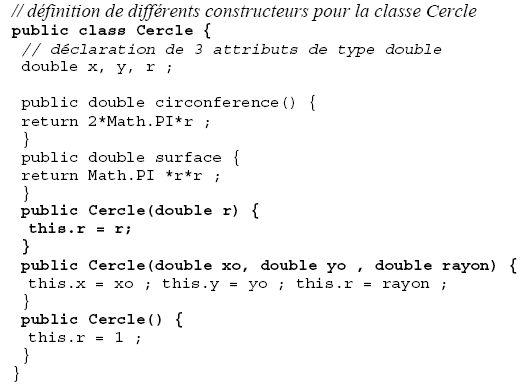 // définition de différents constructeurs pour la classe Cercle
public class Cercle {
// déclaration de 3 attributs de type double
double x, y, r ;
public double circonference() {
return 2*Math.PI*r ;
}
public double surface {
return Math.PI *r*r ;
}
public Cercle(double r) {
this.r = r;
}
public Cercle(double xo, double yo , double rayon) {
this.x = xo ; this.y = yo ; this.r = rayon ;
}
public Cercle() {
this.r = 1 ;
}
}